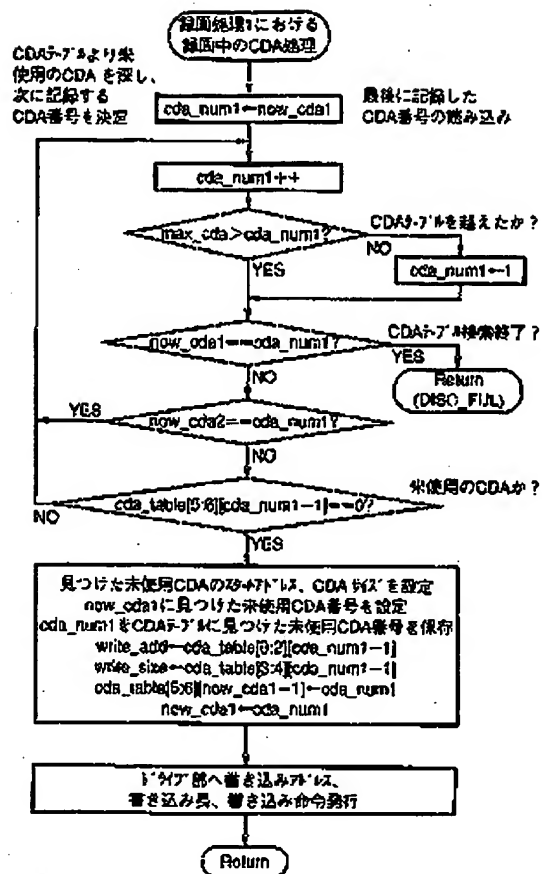 録画処理1における
録画中のCDA処理
CDAテーブルより未
使用のCDA を探し、
次に記録する
CDA番号を決定
cda_num1←now_cda1
最後に記録した
CDA番号の読み込み
cda_num1++
max_cda>cda_num1?
CDAテーブルを越えたか?
NO
YES
cda_num1←1
now_cda1==cda_num1?
CDAテーブル検索終了?
YES
NO
Return
(DISC_FUL)
YES
now_cda2==cda_num1?
NO
未使用のCDAか?
cda_table[5:6][cda_num1−1]==0?
NO
YES
見つけた未使用CDAのスタートアドレス、CDAサイズを設定
now_cda1に見つけた未使用CDA番号を設定
cda_num1をCDAテーブルに見つけた未使用CDA番号を保存
write_add←cda_table[0:2][cda_num1−1]
write_size←cda_table[3:4][cda_num1−1]
cda_table[5:6][now_cda1−1]←cda_num1
now_cda1←cda_num1
ドライブ部へ書き込みアドレス、
書き込み長、書き込み命令発行
Return